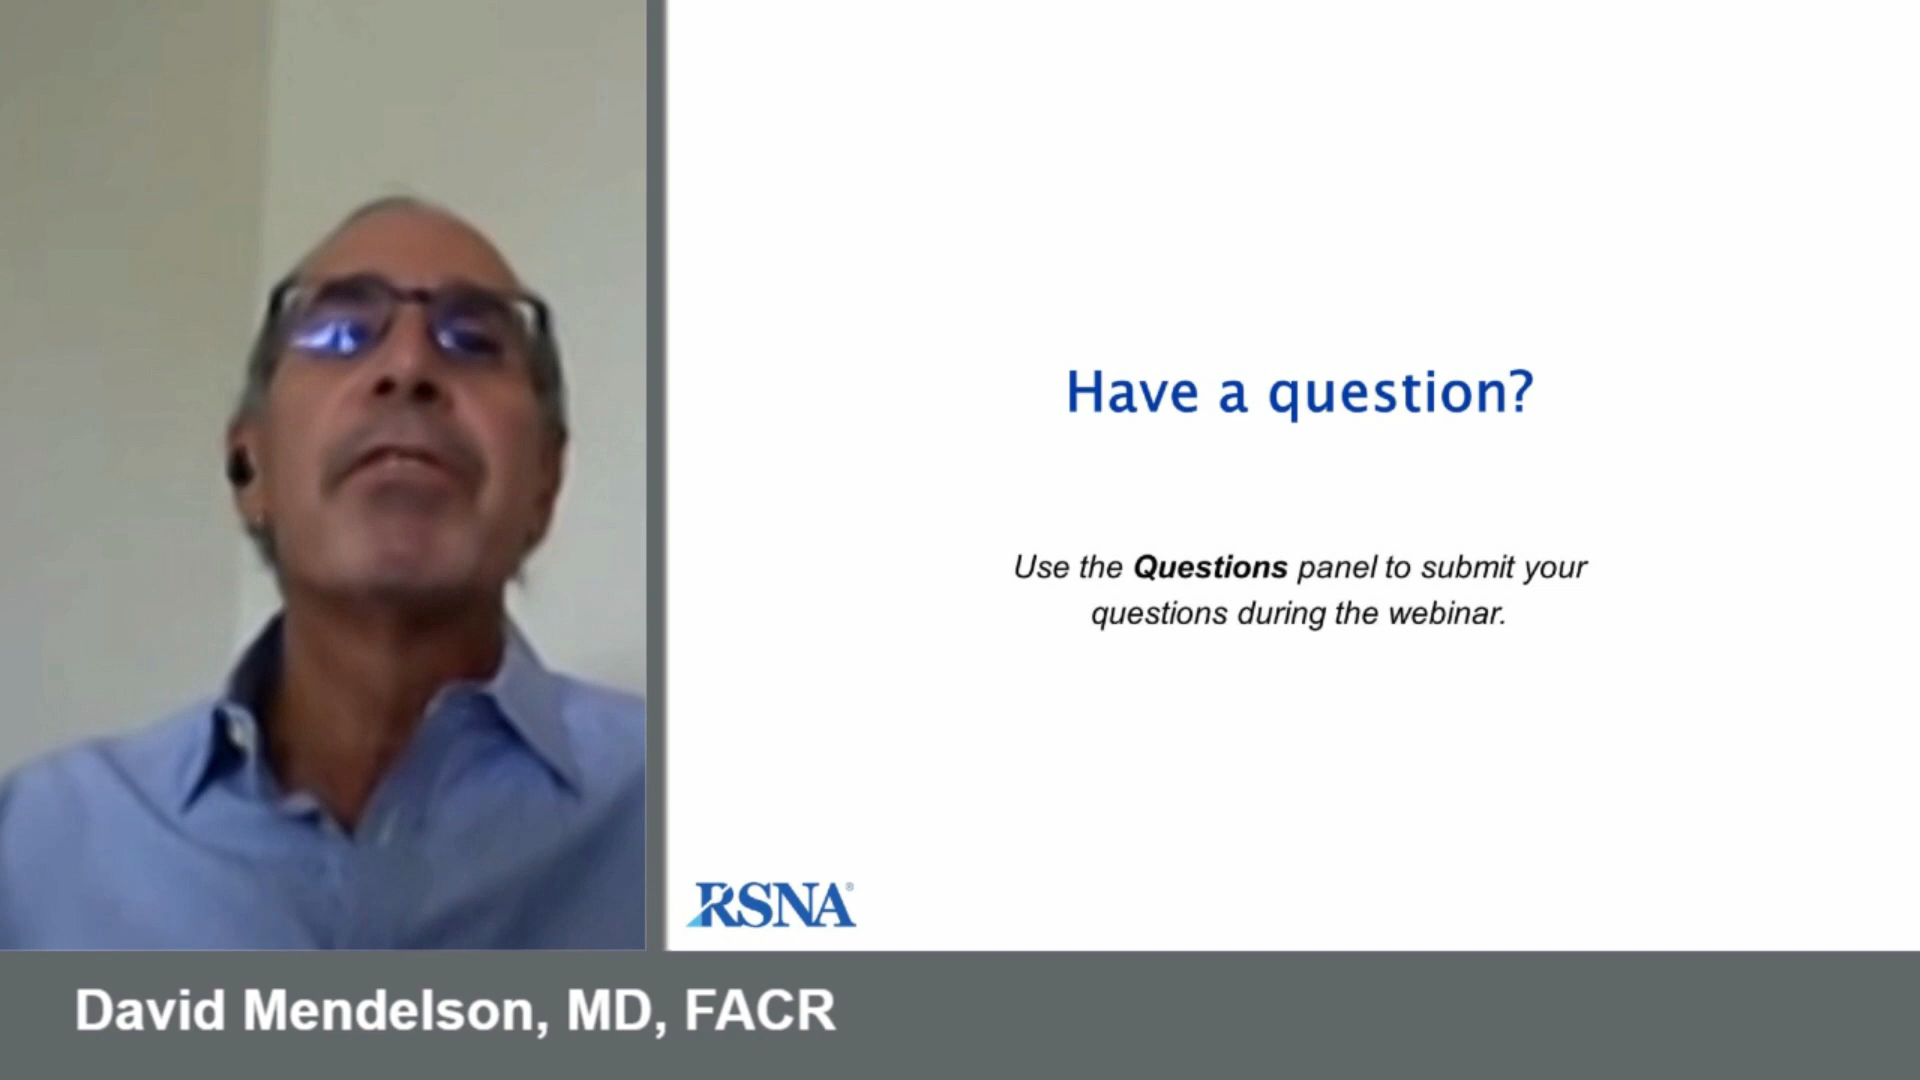 Have a question?
Use the Questions panel to submit your
questions during the webinar.
RSNA®
David Mendelson, MD, FACR